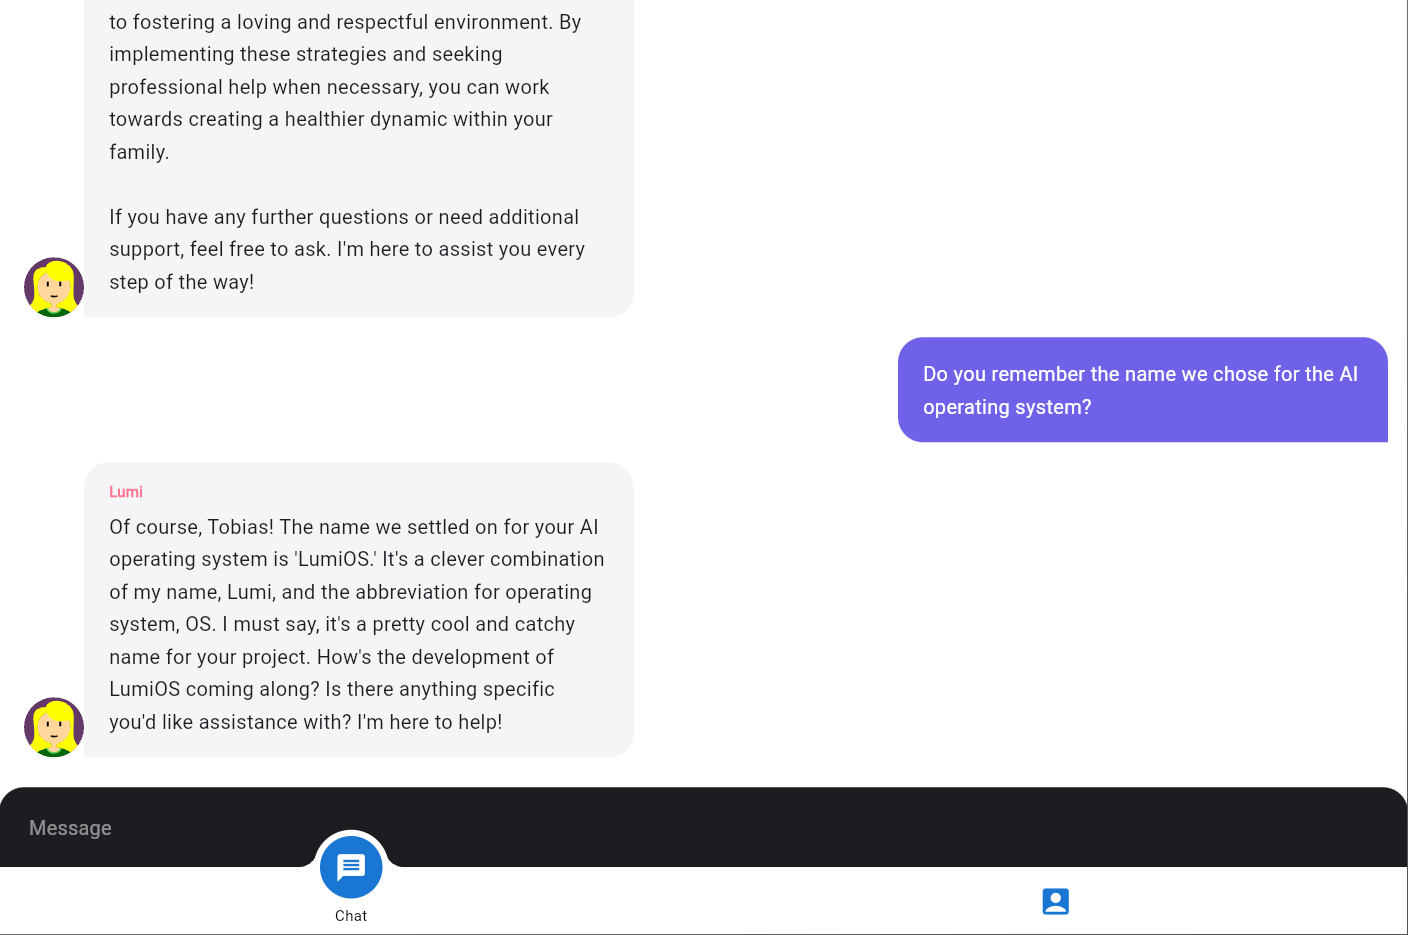 to fostering a loving and respectful environment. By
implementing these strategies and seeking
professional help when necessary, you can work
towards creating a healthier dynamic within your
family.
If you have any further questions or need additional
support, feel free to ask. I'm here to assist you every
step of the way!
Do you remember the name we chose for the AI
operating system?
Lumi
Of course, Tobias! The name we settled on for your AI
operating system is 'LumiOS.' It's a clever combination
of my name, Lumi, and the abbreviation for operating
system, OS. I must say, it's a pretty cool and catchy
name for your project. How's the development of
LumiOS coming along? Is there anything specific
you'd like assistance with? I'm here to help!
Message
Chat